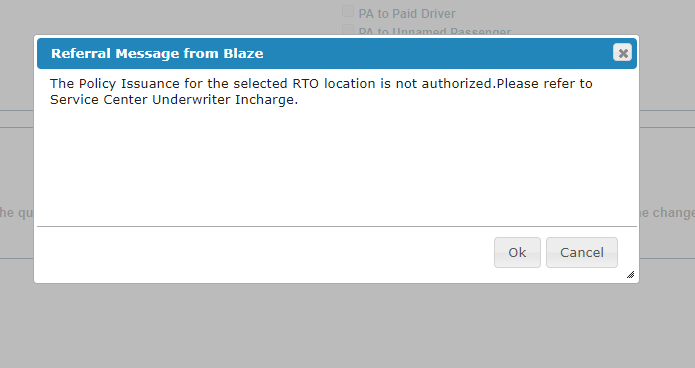 PA to Paid Driver
PA to Unnamed Passenger
Referral Message from Blaze
The Policy Issuance for the selected RTO location is not authorized.Please refer to
Service Center Underwriter Incharge.
he qu
e change
Ok Cancel